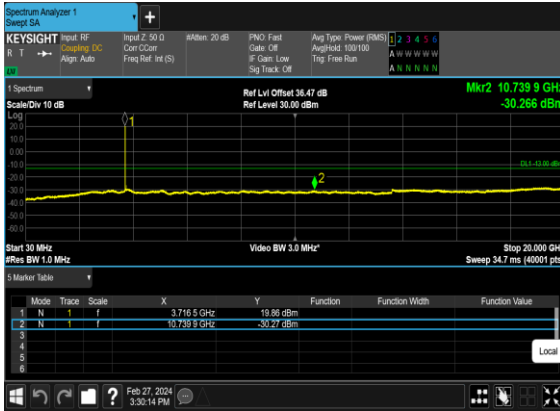 Spectrum Analyzer 1
Swept SA
+
KEYSIGHT
R T
Input: RF
Coupling: DC
Align: Auto
Input Z: 50 Ω
Corr CCorr
Freq Ref: Int (S)
#Atten: 20 dB
PNO: Fast
Gate: Off
IF Gain: Low
Sig Track: Off
Avg Type: Power (RMS)
Avg|Hold: 100/100
Trig: Free Run
1 2 3 4 5 6
A W W W W W
A N N N N N
1 Spectrum
Scale/Div 10 dB
Log
Ref Lvl Offset 36.47 dB
Ref Level 30.00 dBm
Mkr2 10.739 9 GHz
-30.266 dBm
20.0
10.0
0.00
-10.0
-20.0
-30.0
-40.0
-50.0
-60.0
1
2
DL1 -13.00 dBm
Start 30 MHz
#Res BW 1.0 MHz
Video BW 3.0 MHz*
Stop 20.000 GHz
Sweep 34.7 ms (40001 pts)
5 Marker Table
Mode Trace Scale X Y Function Function Width Function Value
1 N 1 f 3.716 5 GHz 19.86 dBm
2 N 1 f 10.739 9 GHz -30.27 dBm
3
4
5
6
Local
?
Feb 27, 2024
3:30:14 PM